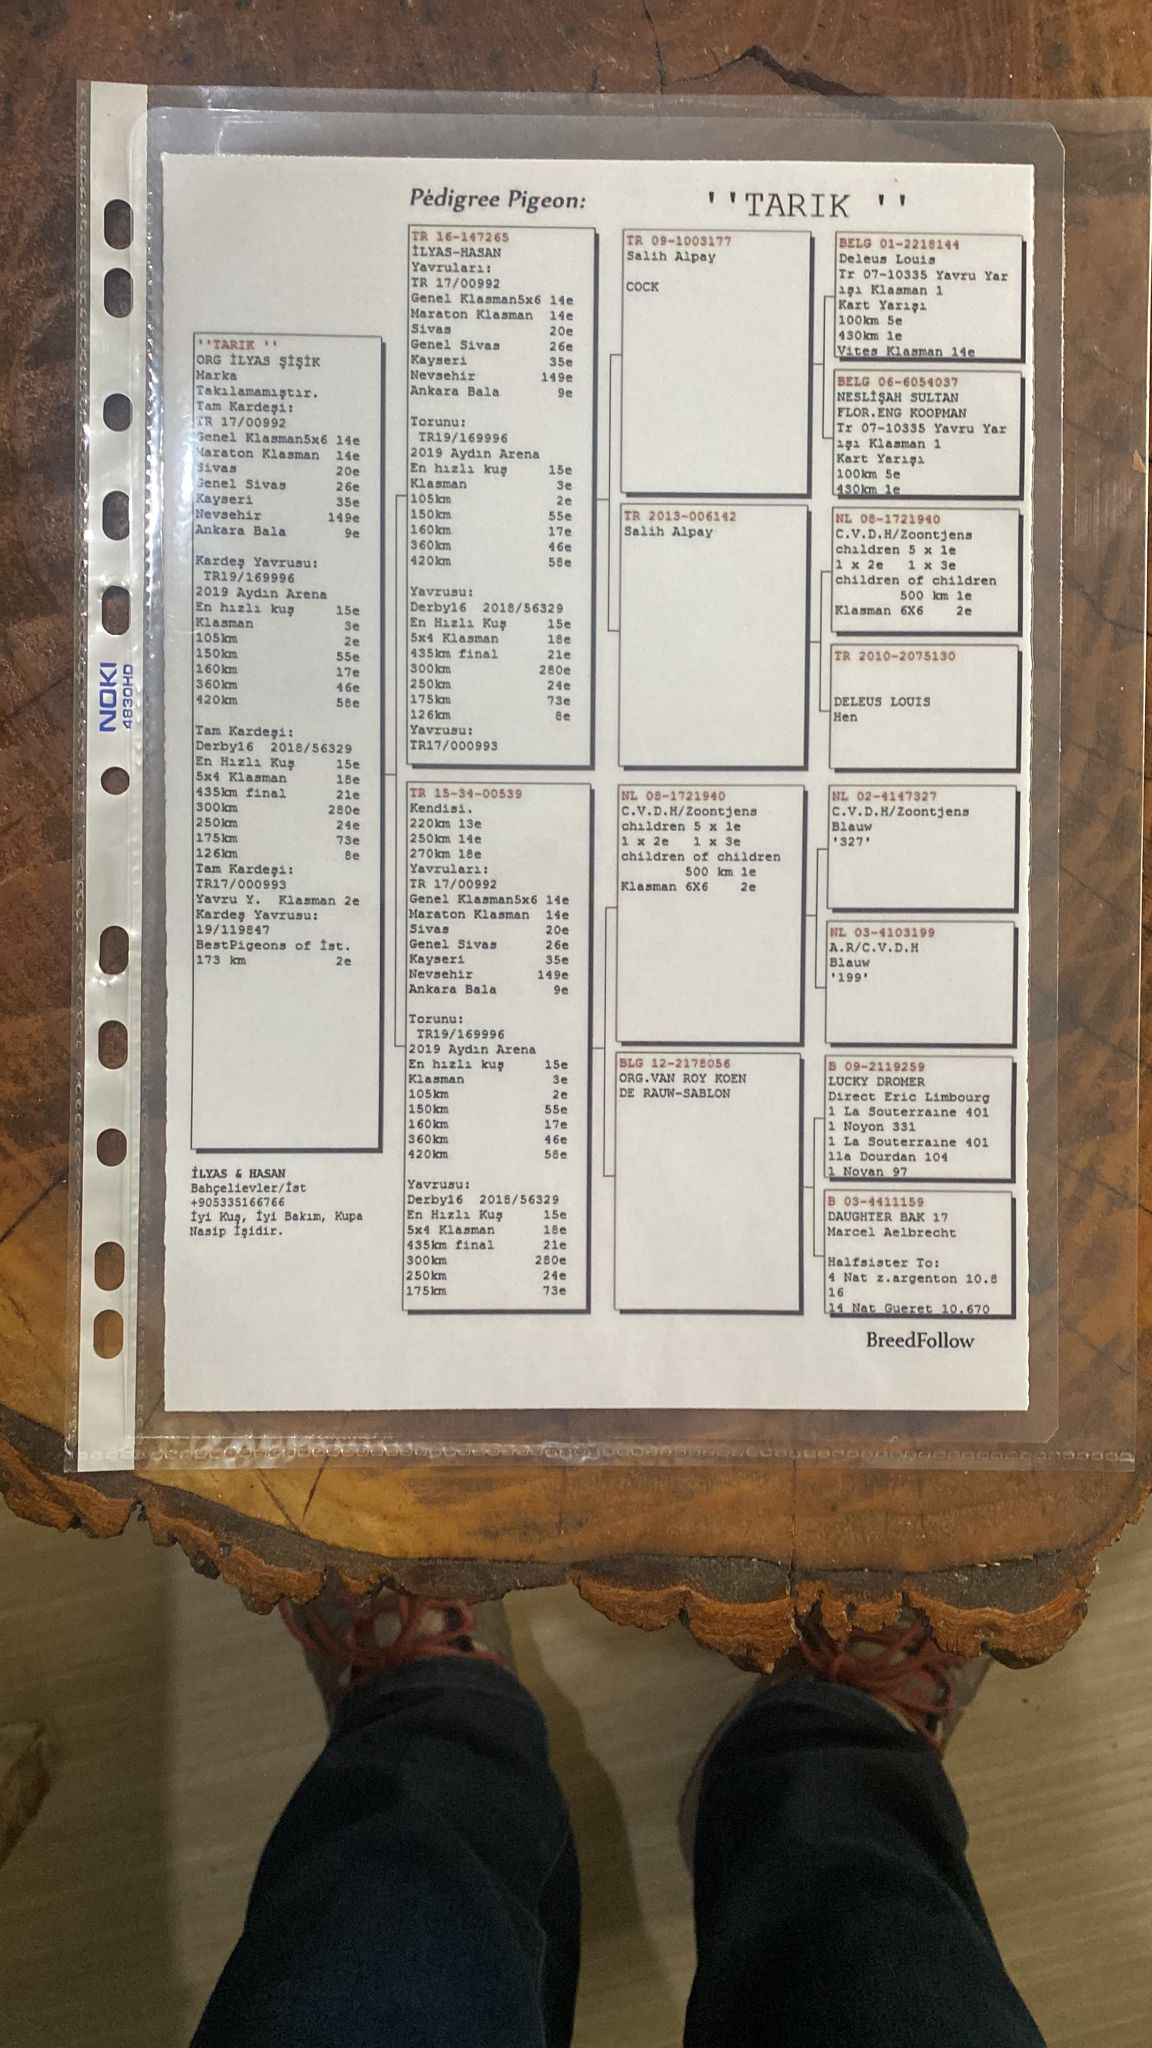 Pédigree Pigeon:
''TARIK ''
''TARIK ''
ORG İLYAS ŞİŞİK
Marka
Takılamamıştır.
Tam Kardeşi:
TR 17/00992
Genel Klasman5x6 14e
Maraton Klasman 14e
Sivas 20e
Genel Sivas 26e
Kayseri 35e
Nevsehir 149e
Ankara Bala 9e
Kardeş Yavrusu:
TR19/169996
2019 Aydın Arena
En hızlı kuş 15e
Klasman 3e
105km 2e
150km 55e
160km 17e
360km 46e
420km 58e
Tam Kardeşi:
Derby16 2018/56329
En Hızlı Kuş 15e
5x4 Klasman 18e
435km final 21e
300km 280e
250km 24e
175km 73e
126km 8e
Tam Kardeşi:
TR17/000993
Yavru Y. Klasman 2e
Kardeş Yavrusu:
19/119847
BestPigeons of İst.
173 km 2e
İLYAS & HASAN
Bahçelievler/İst
+905335166766
İyi Kuş, İyi Bakım, Kupa
Nasip İşidir.
TR 16-147265
İLYAS-HASAN
Yavruları:
TR 17/00992
Genel Klasman5x6 14e
Maraton Klasman 14e
Sivas 20e
Genel Sivas 26e
Kayseri 35e
Nevsehir 149e
Ankara Bala 9e
Torunu:
TR19/169996
2019 Aydın Arena
En hızlı kuş 15e
Klasman 3e
105km 2e
150km 55e
160km 17e
360km 46e
420km 58e
Yavrusu:
Derby16 2018/56329
En Hızlı Kuş 15e
5x4 Klasman 18e
435km final 21e
300km 280e
250km 24e
175km 73e
126km 8e
Yavrusu:
TR17/000993
TR 15-34-00539
Kendisi.
220km 13e
250km 14e
270km 18e
Yavruları:
TR 17/00992
Genel Klasman5x6 14e
Maraton Klasman 14e
Sivas 20e
Genel Sivas 26e
Kayseri 35e
Nevsehir 149e
Ankara Bala 9e
Torunu:
TR19/169996
2019 Aydın Arena
En hızlı kuş 15e
Klasman 3e
105km 2e
150km 55e
160km 17e
360km 46e
420km 58e
Yavrusu:
Derby16 2018/56329
En Hızlı Kuş 15e
5x4 Klasman 18e
435km final 21e
300km 280e
250km 24e
175km 73e
TR 09-1003177
Salih Alpay
COCK
TR 2013-006142
Salih Alpay
NL 08-1721940
C.V.D.H/Zoontjens
children 5 x 1e
1 x 2e 1 x 3e
children of children
500 km 1e
Klasman 6X6 2e
BLG 12-2178056
ORG.VAN ROY KOEN
DE RAUW-SABLON
BELG 01-2218144
Deleus Louis
Tr 07-10335 Yavru Yar
ışı Klasman 1
Kart Yarışı
100km 5e
430km 1e
Vites Klasman 14e
BELG 06-6054037
NESLİŞAH SULTAN
FLOR.ENG KOOPMAN
Tr 07-10335 Yavru Yar
ışı Klasman 1
Kart Yarışı
100km 5e
430km 1e
NL 08-1721940
C.V.D.H/Zoontjens
children 5 x 1e
1 x 2e 1 x 3e
children of children
500 km 1e
Klasman 6X6 2e
TR 2010-2075130
DELEUS LOUIS
Hen
NL 02-4147327
C.V.D.H/Zoontjens
Blauw
'327'
NL 03-4103199
A.R/C.V.D.H
Blauw
'199'
B 09-2119259
LUCKY DROMER
Direct Eric Limbourg
1 La Souterraine 401
1 Noyon 331
1 La Souterraine 401
11a Dourdan 104
1 Noyan 97
B 03-4411159
DAUGHTER BAK 17
Marcel Aelbrecht
Halfsister To:
4 Nat z.argenton 10.8
16
14 Nat Gueret 10.670
BreedFollow
NOKI
4830HD